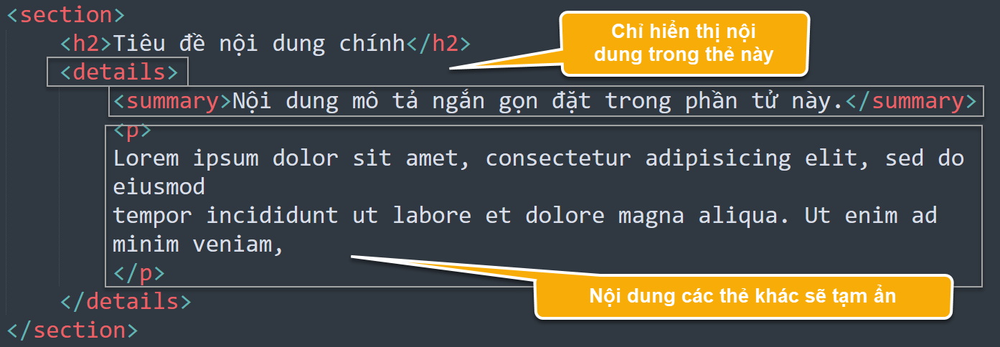 <section>
<h2>Tiêu đề nội dung chính</h2>
Chỉ hiển thị nội
dung trong thẻ này
<details>
<summary>Nội dung mô tả ngắn gọn đặt trong phần tử này.</summary>
<p>
Lorem ipsum dolor sit amet, consectetur adipisicing elit, sed do
eiusmod
tempor incididunt ut labore et dolore magna aliqua. Ut enim ad
minim veniam,
</p>
Nội dung các thẻ khác sẽ tạm ẩn
</details>
</section>